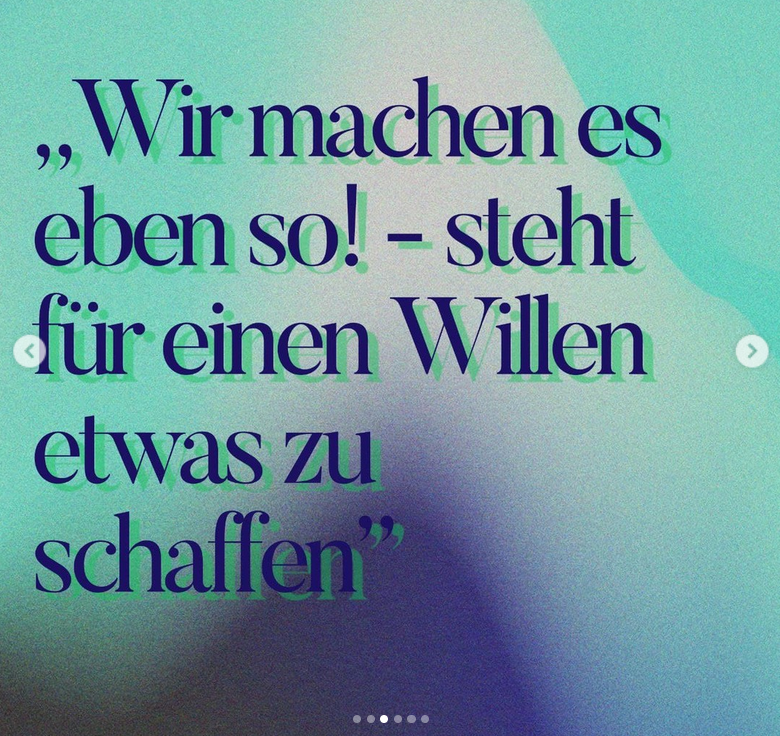 „Wir machen es
eben so! – steht
für einen Willen
etwas zu
schaffen”